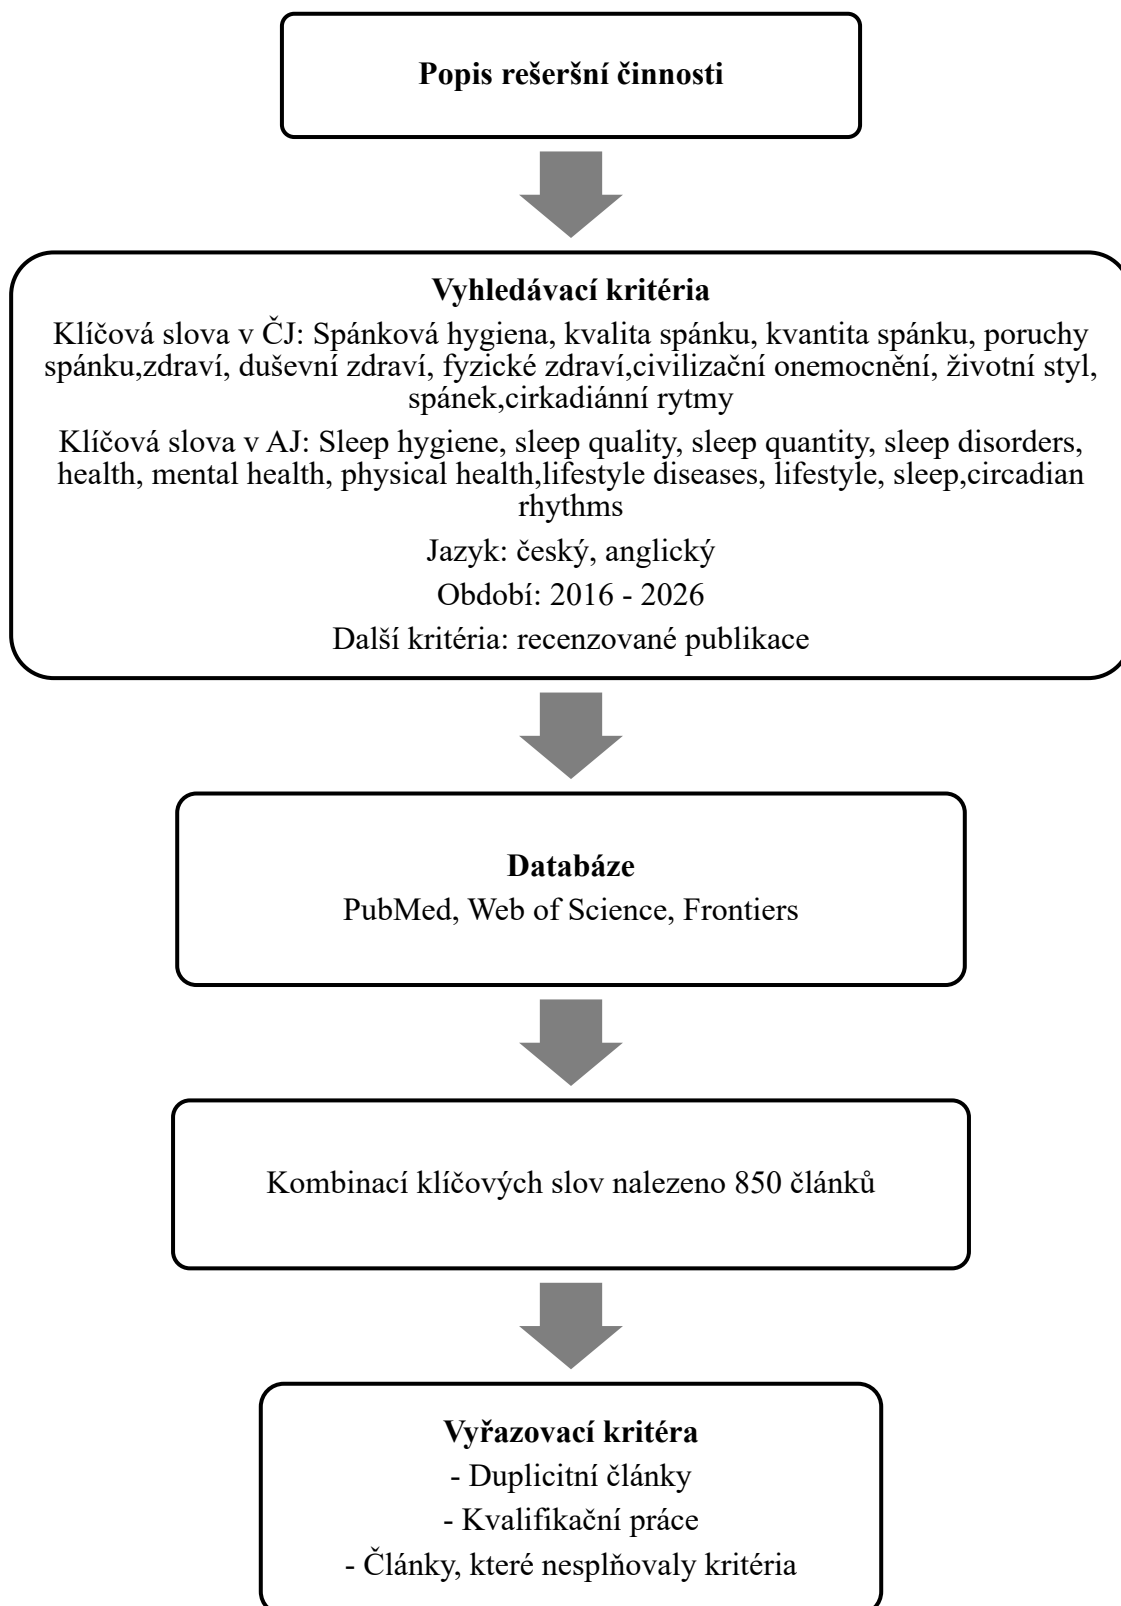 Popis rešeršní činnosti
Vyhledávací kritéria
Klíčová slova v ČJ: Spánková hygiena, kvalita spánku, kvantita spánku, poruchy
spánku,zdraví, duševní zdraví, fyzické zdraví,civilizační onemocnění, životní styl,
spánek,cirkadiánní rytmy
Klíčová slova v AJ: Sleep hygiene, sleep quality, sleep quantity, sleep disorders,
health, mental health, physical health,lifestyle diseases, lifestyle, sleep,circadian
rhythms
Jazyk: český, anglický
Období: 2016 - 2026
Další kritéria: recenzované publikace
Databáze
PubMed, Web of Science, Frontiers
Kombinací klíčových slov nalezeno 850 článků
Vyřazovací kritéra
- Duplicitní články
- Kvalifikační práce
- Články, které nesplňovaly kritéria